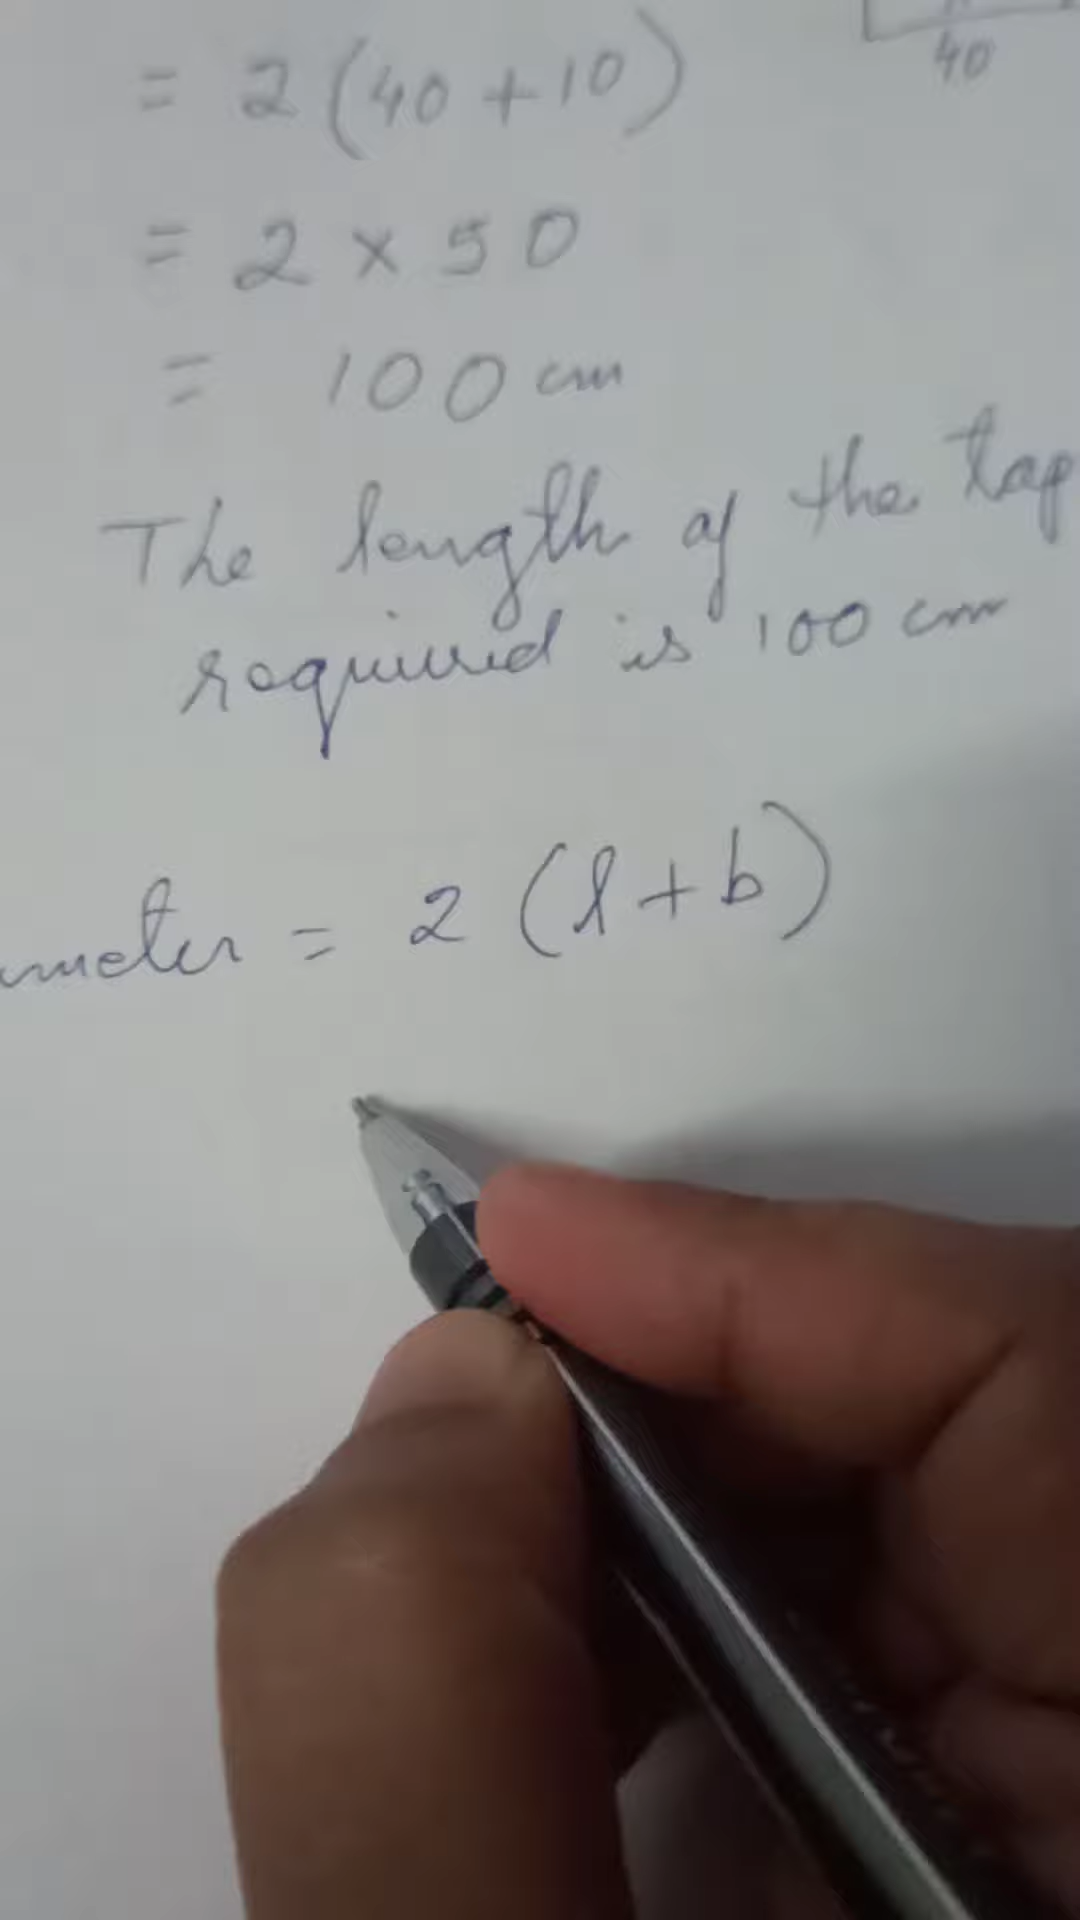 40
= 2 (40 + 10)
= 2 × 50
= 100 cm
The length of the tap
required is 100 cm
meter = 2 (l + b)